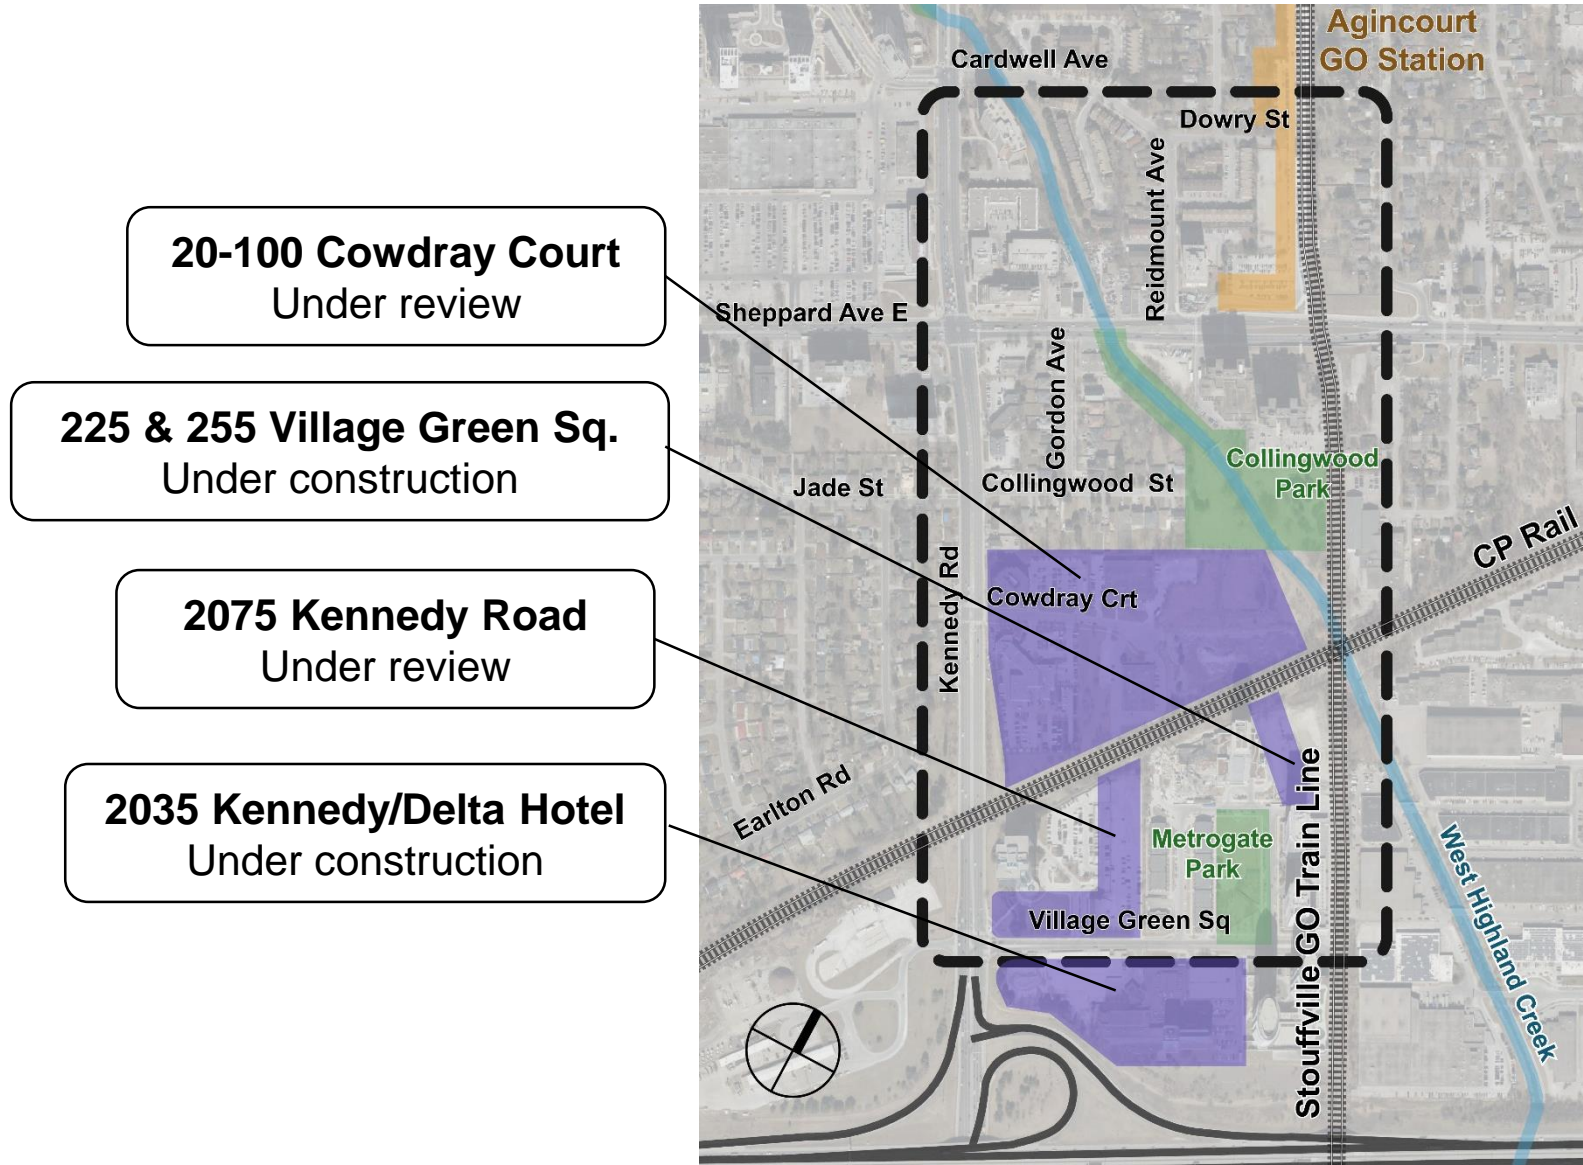 20-100 Cowdray Court
Under review
225 & 255 Village Green Sq.
Under construction
2075 Kennedy Road
Under review
2035 Kennedy/Delta Hotel
Under construction
Agincourt
GO Station
Cardwell Ave
Dowry St
Reidmount Ave
Sheppard Ave E
Gordon Ave
Collingwood
Park
Jade St
Collingwood St
CP Rail
Kennedy Rd
Cowdray Crt
Earlton Rd
Metrogate
Park
Village Green Sq
Stouffville GO Train Line
West Highland Creek